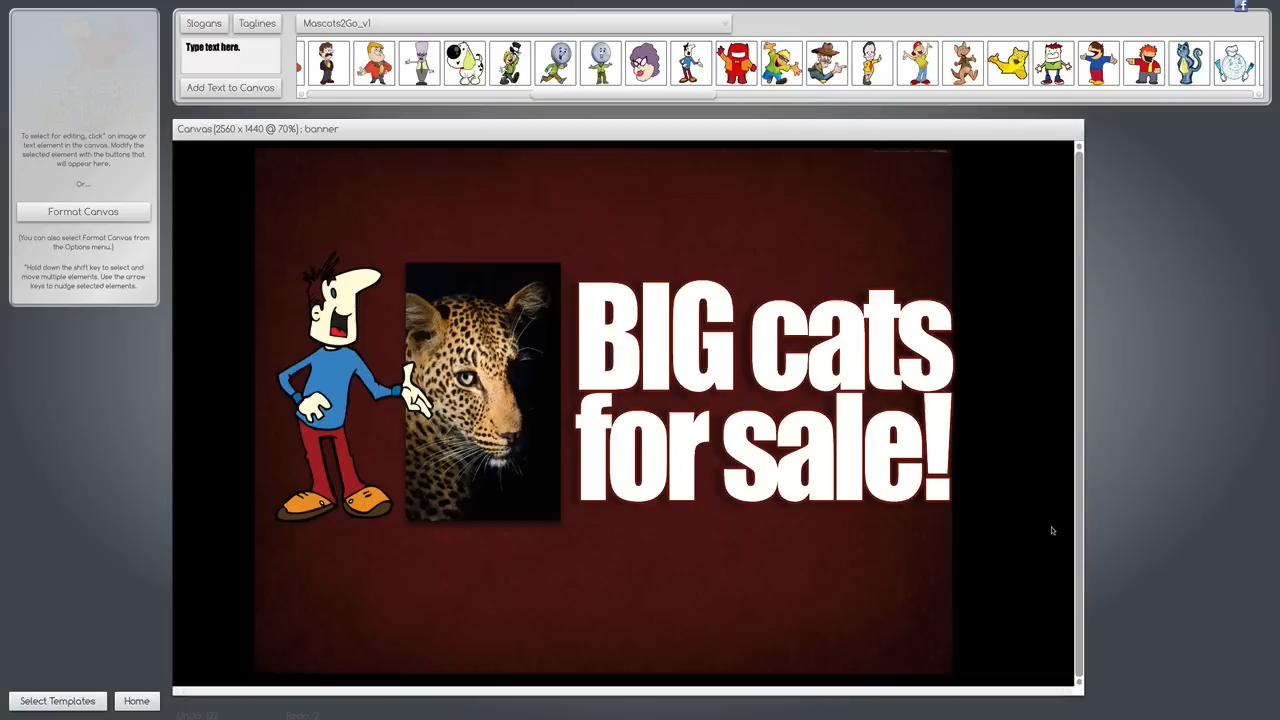 f
Slogans
Taglines
Mascots2Go_v1
Type text here.
Add Text to Canvas
To select for editing, click* an image or
text element in the canvas. Modify the
selected element with the buttons that
will appear here.
Or...
Format Canvas
(You can also select Format Canvas from
the Options menu.)
*Hold down the shift key to select and
move multiple elements. Use the arrow
keys to nudge selected elements.
Canvas (2560 x 1440 @ 70%) : banner
BIG cats
for sale!
Select Templates
Home
Undo: 172
Redo: 2